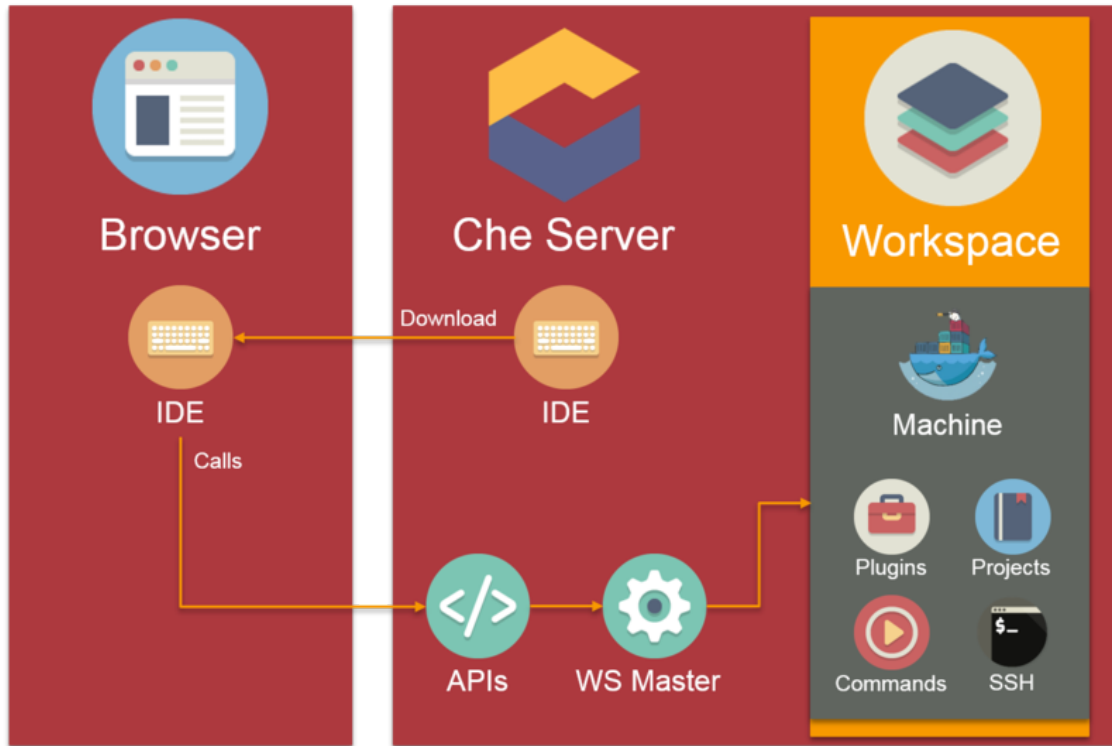 Browser
Che Server
Workspace
Download
IDE
IDE
Machine
Calls
Plugins
Projects
$_
APIs
WS Master
Commands
SSH